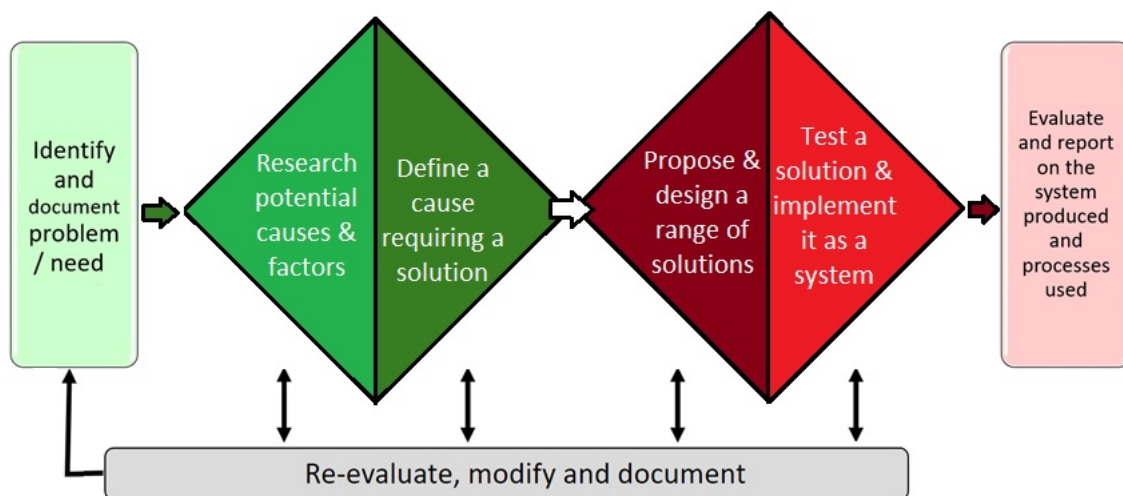 Identify
and
document
problem
/ need
Research
potential
causes &
factors
Define a
cause
requiring a
solution
Propose &
design a
range of
solutions
Test a
solution &
implement
it as a
system
Evaluate
and report
on the
system
produced
and
processes
used
Re-evaluate, modify and document